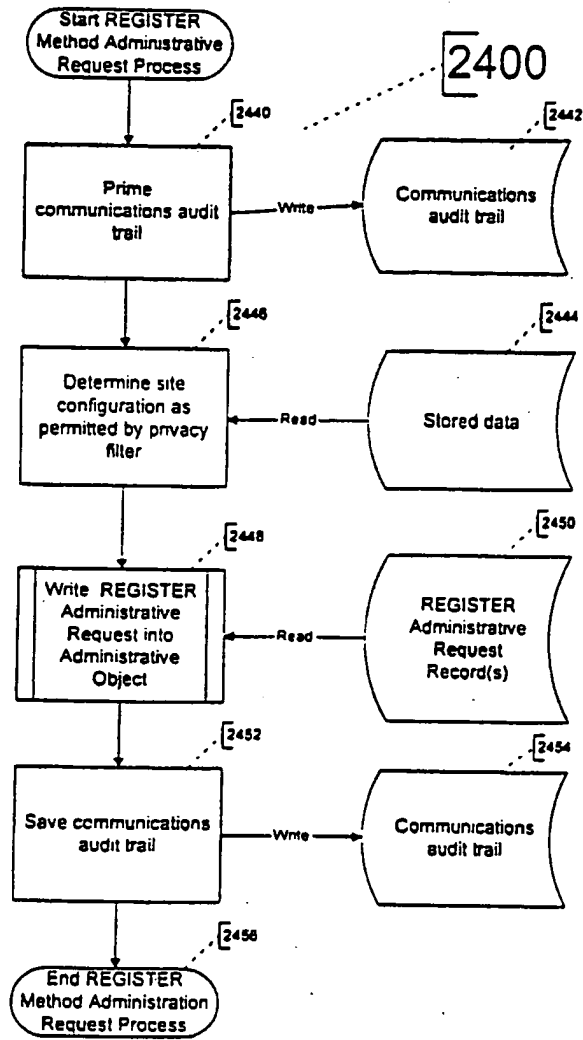 Start REGISTER
Method Administrative
Request Process
2400
2440
2442
Prime
communications audit
trail
Write
Communications
audit trail
2446
2444
Determine site
configuration as
permitted by privacy
filter
Read
Stored data
2448
2450
Write REGISTER
Administrative
Request into
Administrative
Object
Read
REGISTER
Administrative
Request
Record(s)
2452
2454
Save communications
audit trail
Write
Communications
audit trail
2456
End REGISTER
Method Administration
Request Process